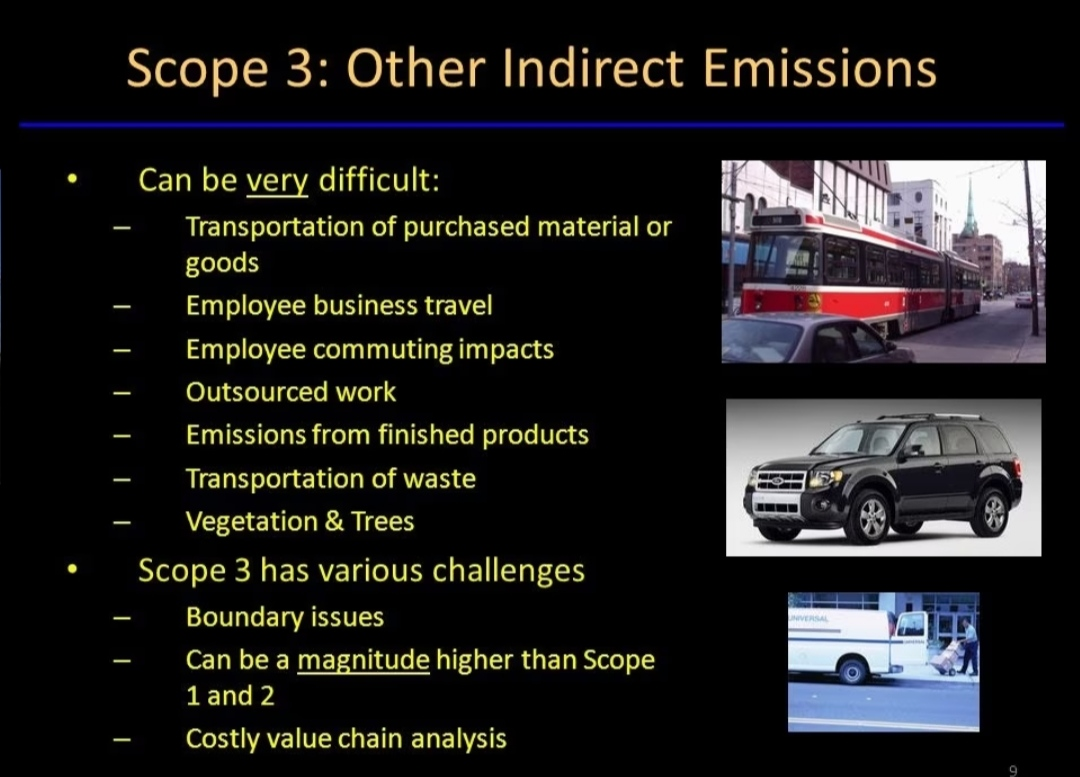 Scope 3: Other Indirect Emissions
• Can be very difficult:
– Transportation of purchased material or
goods
– Employee business travel
– Employee commuting impacts
– Outsourced work
– Emissions from finished products
– Transportation of waste
– Vegetation & Trees
• Scope 3 has various challenges
– Boundary issues
– Can be a magnitude higher than Scope
1 and 2
– Costly value chain analysis
UNIVERSAL
9